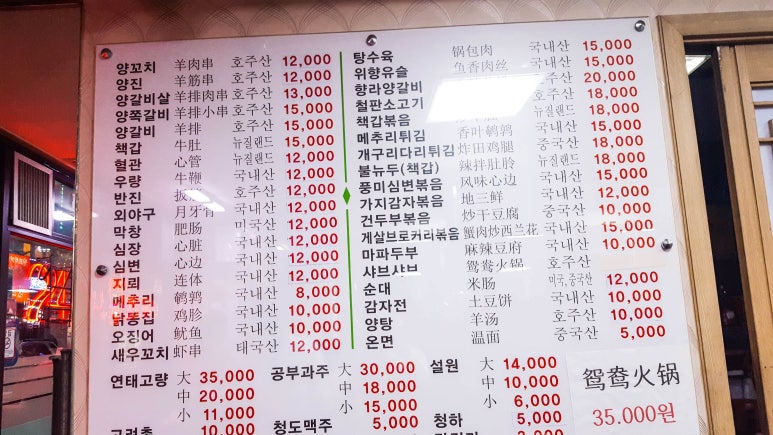 양꼬치 羊肉串 호주산 12,000
양진 羊筋串 호주산 12,000
양갈비살 羊排肉串 호주산 13,000
양쪽갈비 羊排小串 호주산 15,000
양갈비 羊排 호주산 15,000
책갑 牛肚 뉴질랜드 15,000
혈관 心管 뉴질랜드 12,000
우량 牛鞭 국내산 12,000
반진 호주산 12,000
외야구 月牙骨 국내산 12,000
막창 肥肠 미국산 12,000
심장 心脏 국내산 12,000
심변 心边 국내산 12,000
지뢰 连体 국내산 12,000
메추리 鹌鹑 국내산 8,000
닭똥집 鸡胗 국내산 10,000
오징어 鱿鱼 국내산 10,000
새우꼬치 虾串 태국산 12,000
탕수육 锅包肉 국내산 15,000
위향유슬 鱼香肉丝 국내산 15,000
향라양갈비 호주산 20,000
철판소고기 호주산 18,000
책갑볶음 뉴질랜드 18,000
메추리튀김 香叶鹌鹑 국내산 18,000
개구리다리튀김 炸田鸡腿 중국산 18,000
불뉴두(책갑) 辣拌肚 뉴질랜드 18,000
풍미심변볶음 风味心边 국내산 15,000
가지감자볶음 地三鲜 국내산 12,000
건두부볶음 炒干豆腐 중국산 10,000
게살브로커리볶음 蟹肉炒西兰花 국내산 15,000
마파두부 麻辣豆府 국내산 10,000
샤브샤브 鸳鸯火锅 호주산
순대 米肠 미국,중국산 12,000
감자전 土豆饼 국내산 10,000
양탕 羊汤 호주산 10,000
온면 温面 중국산 5,000
연태고량 大 35,000
中 20,000
小 11,000
10,000
공부과주 大 30,000
中 18,000
小 15,000
청도맥주 5,000
설원 大 14,000
中 10,000
小 6,000
청하 5,000
鸳鸯火锅
35.000원